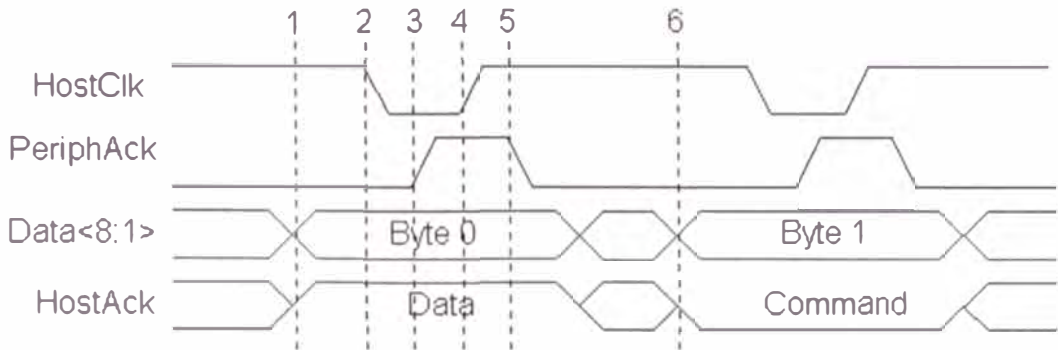 1 2 3 4 5 6
HostClk
PeriphAck
Data<8:1> Byte 0 Byte 1
HostAck Data Command